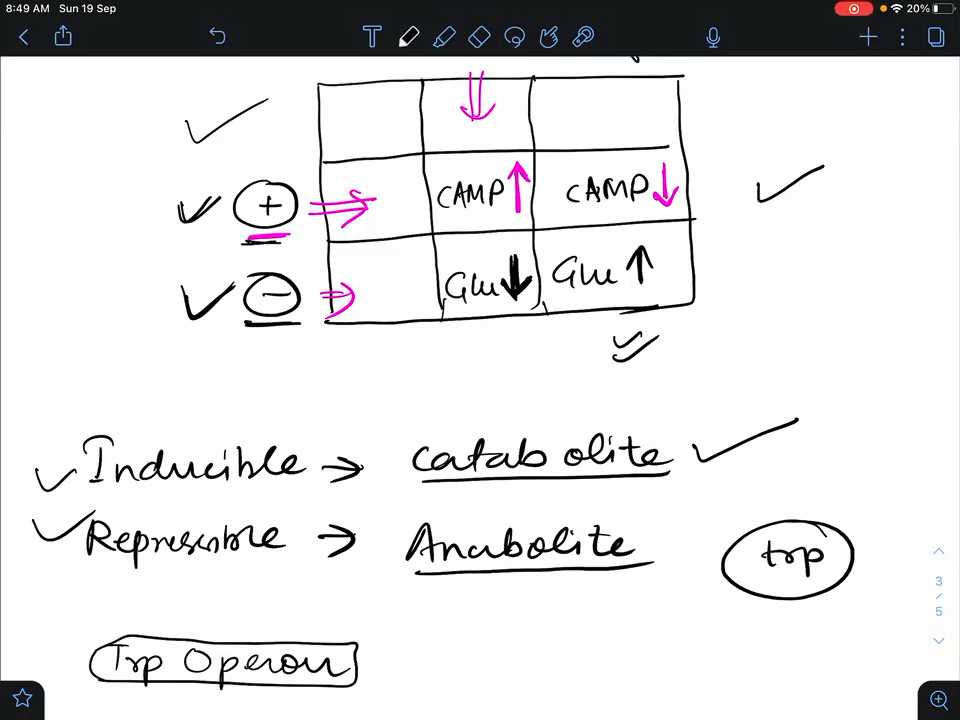 8:49 AM Sun 19 Sep 20%
T
+ CAMP↑ CAMP↓
− Glu↓ Glu↑
Inducible → Catabolite
Repressible → Anabolite
trp
Trp Operon
3
/
5